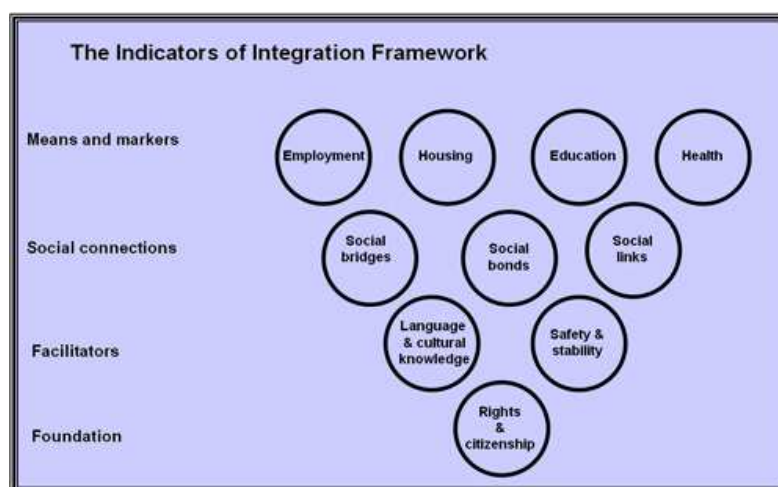 The Indicators of Integration Framework
Means and markers
Employment
Housing
Education
Health
Social connections
Social
bridges
Social
bonds
Social
links
Facilitators
Language
& cultural
knowledge
Safety &
stability
Foundation
Rights
&
citizenship